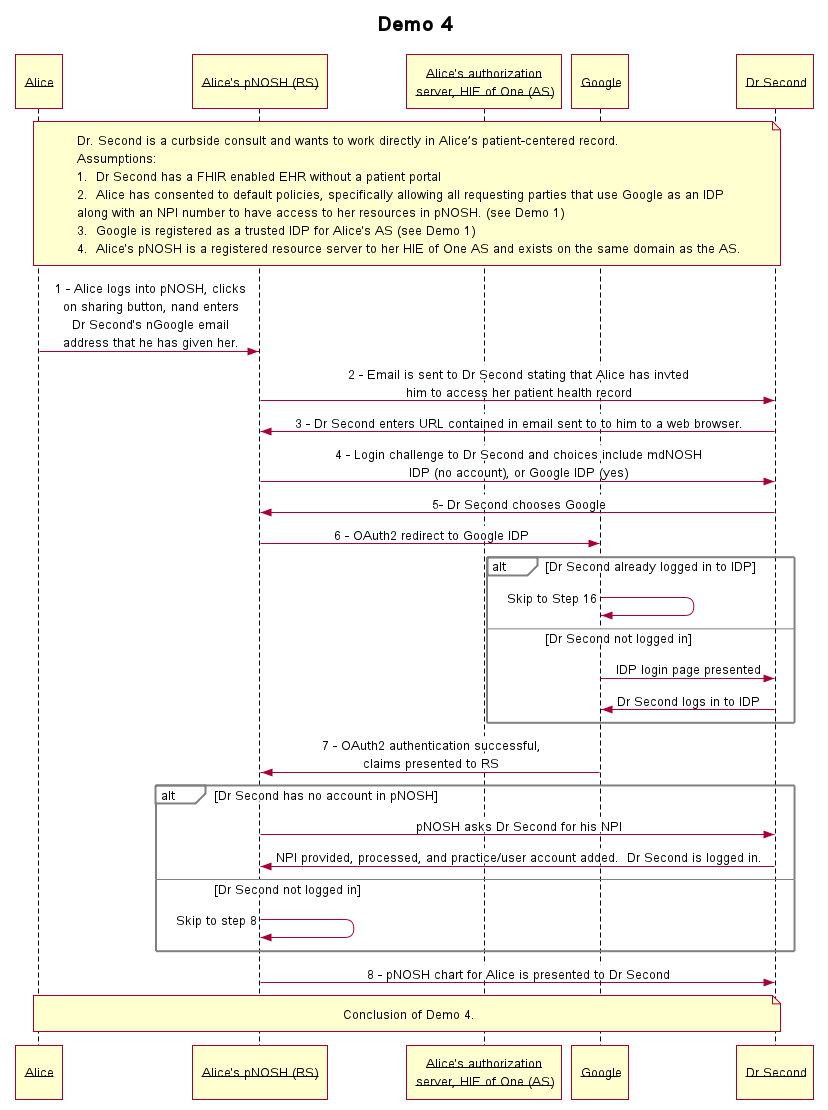 Demo 4
Alice
Alice's pNOSH (RS)
Alice's authorization
server, HIE of One (AS)
Google
Dr Second
Dr. Second is a curbside consult and wants to work directly in Alice’s patient-centered record.
Assumptions:
1. Dr Second has a FHIR enabled EHR without a patient portal
2. Alice has consented to default policies, specifically allowing all requesting parties that use Google as an IDP
along with an NPI number to have access to her resources in pNOSH. (see Demo 1)
3. Google is registered as a trusted IDP for Alice's AS (see Demo 1)
4. Alice's pNOSH is a registered resource server to her HIE of One AS and exists on the same domain as the AS.
1 - Alice logs into pNOSH, clicks
on sharing button, nand enters
Dr Second's nGoogle email
address that he has given her.
2 - Email is sent to Dr Second stating that Alice has invted
him to access her patient health record
3 - Dr Second enters URL contained in email sent to to him to a web browser.
4 - Login challenge to Dr Second and choices include mdNOSH
IDP (no account), or Google IDP (yes)
5- Dr Second chooses Google
6 - OAuth2 redirect to Google IDP
alt [Dr Second already logged in to IDP]
Skip to Step 16
[Dr Second not logged in]
IDP login page presented
Dr Second logs in to IDP
7 - OAuth2 authentication successful,
claims presented to RS
alt [Dr Second has no account in pNOSH]
pNOSH asks Dr Second for his NPI
NPI provided, processed, and practice/user account added. Dr Second is logged in.
[Dr Second not logged in]
Skip to step 8
8 - pNOSH chart for Alice is presented to Dr Second
Conclusion of Demo 4.
Alice
Alice's pNOSH (RS)
Alice's authorization
server, HIE of One (AS)
Google
Dr Second